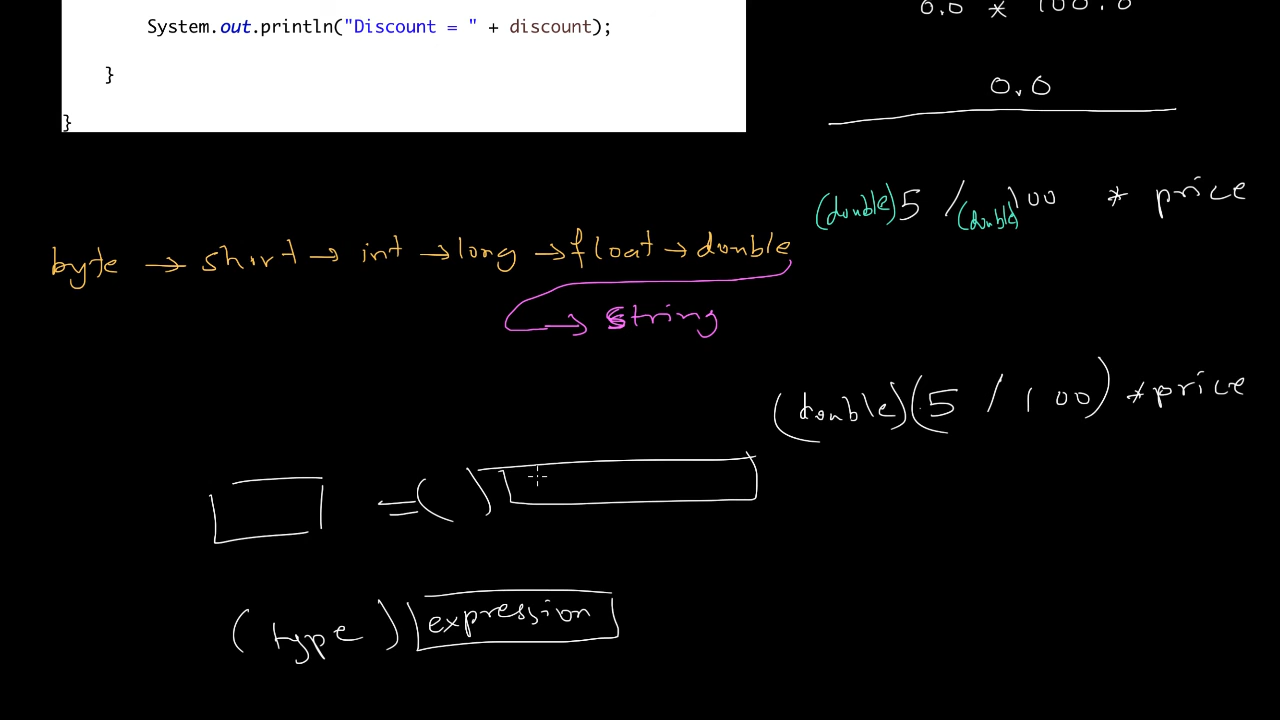 System.out.println("Discount = " + discount);
}
}
0.0 * 100.0
0.0
(double)5 / (double)100 * price
byte → short → int → long → float → double
→ string
(double)(5 / 100) * price
= ( )
(type) expression